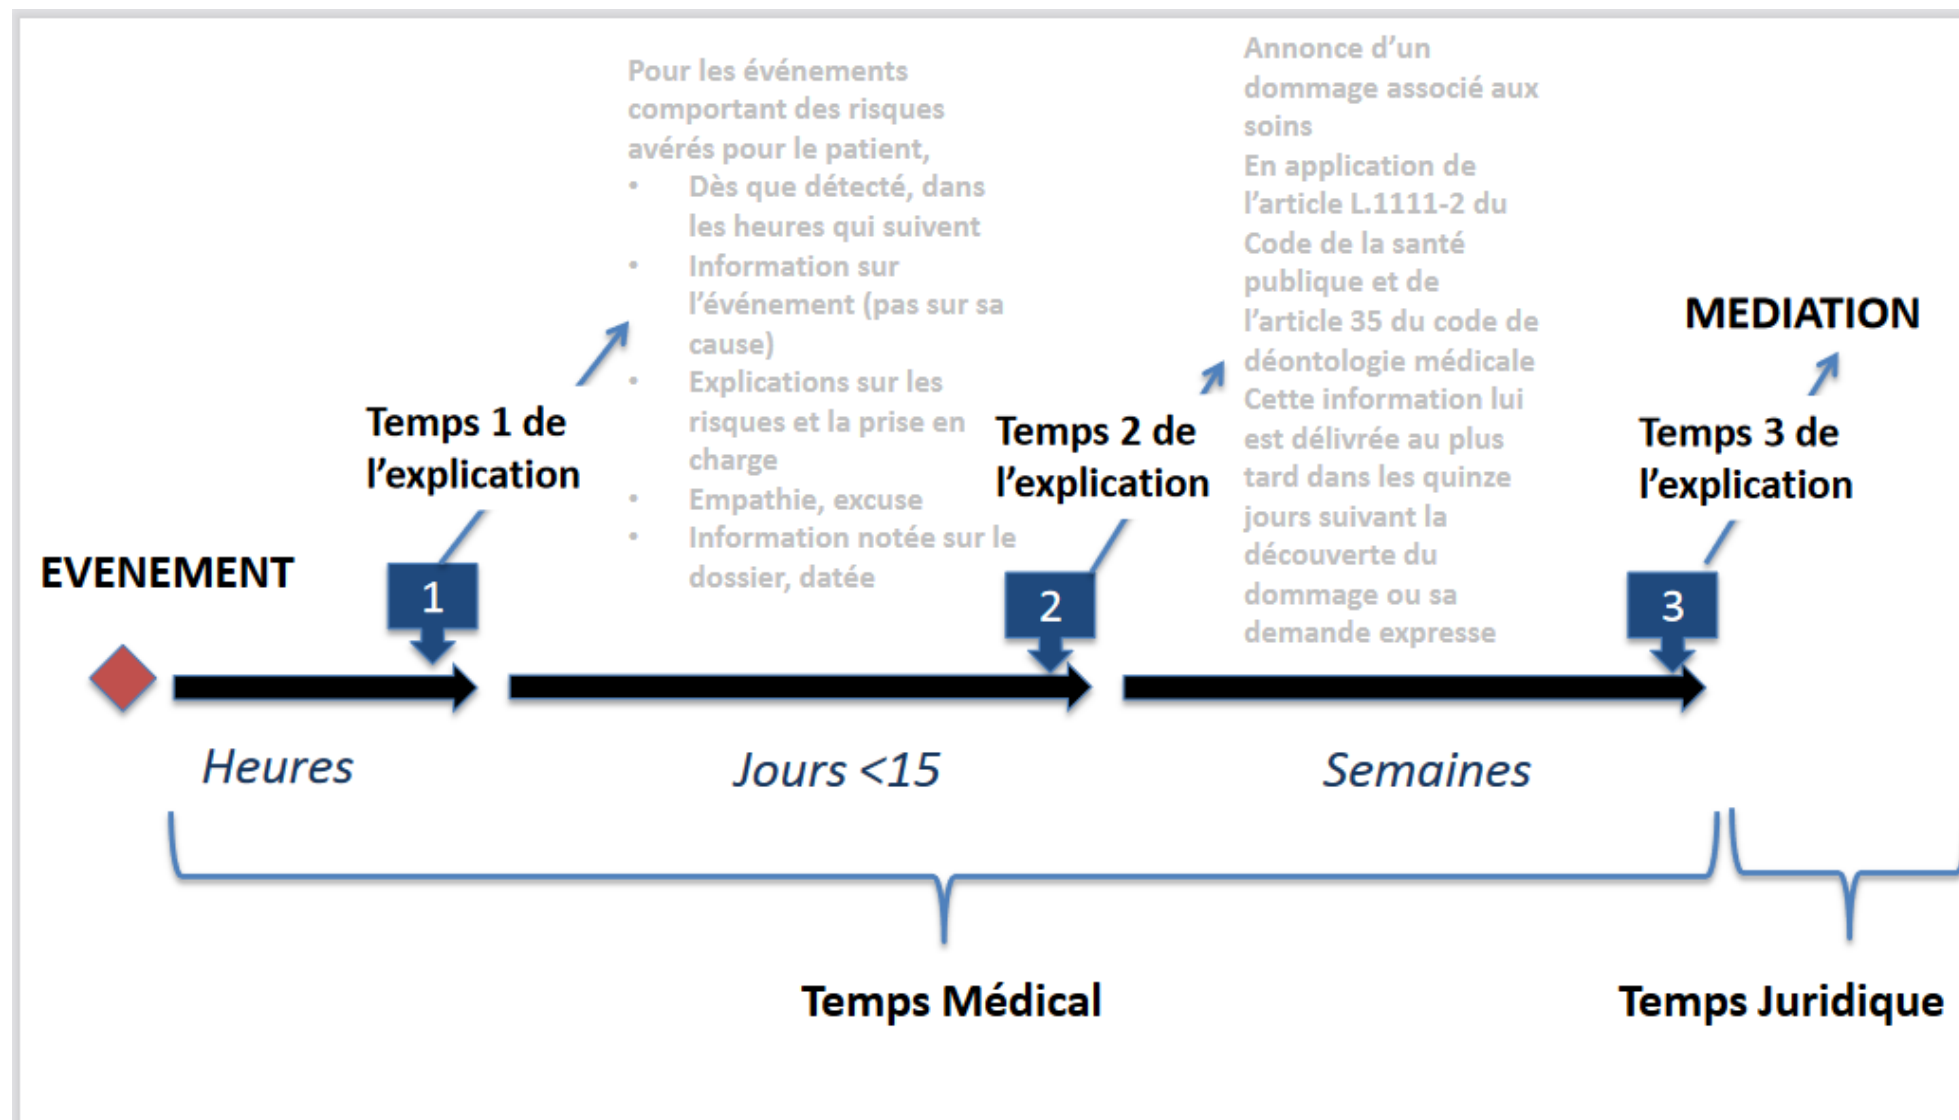 EVENEMENT
1
Temps 1 de
l’explication
Pour les événements
comportant des risques
avérés pour le patient,
• Dès que détecté, dans
les heures qui suivent
• Information sur
l’événement (pas sur sa
cause)
• Explications sur les
risques et la prise en
charge
• Empathie, excuse
• Information notée sur le
dossier, datée
2
Temps 2 de
l’explication
Annonce d’un
dommage associé aux
soins
En application de
l’article L.1111-2 du
Code de la santé
publique et de
l’article 35 du code de
déontologie médicale
Cette information lui
est délivrée au plus
tard dans les quinze
jours suivant la
découverte du
dommage ou sa
demande expresse
3
Temps 3 de
l’explication
MEDIATION
Heures
Jours <15
Semaines
Temps Médical
Temps Juridique